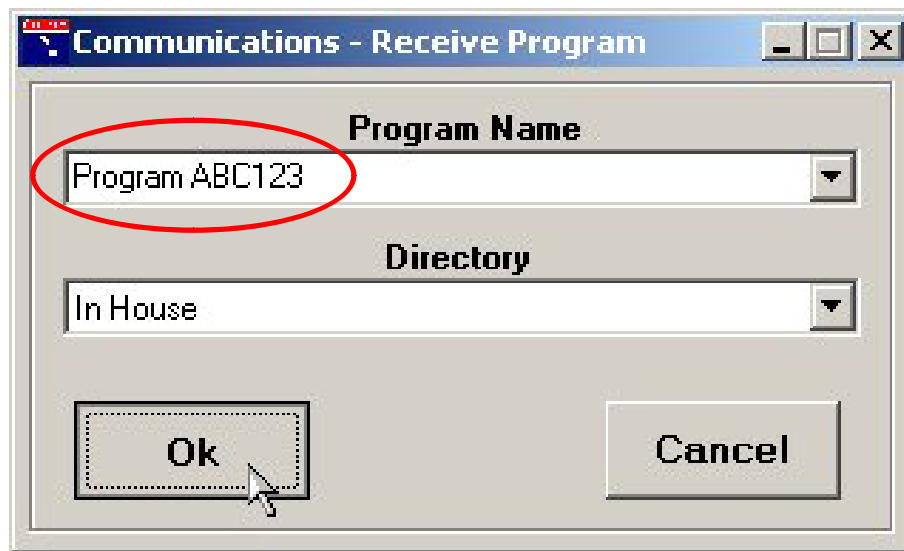 Communications - Receive Program
Program Name
Program ABC123
Directory
In House
Ok
Cancel